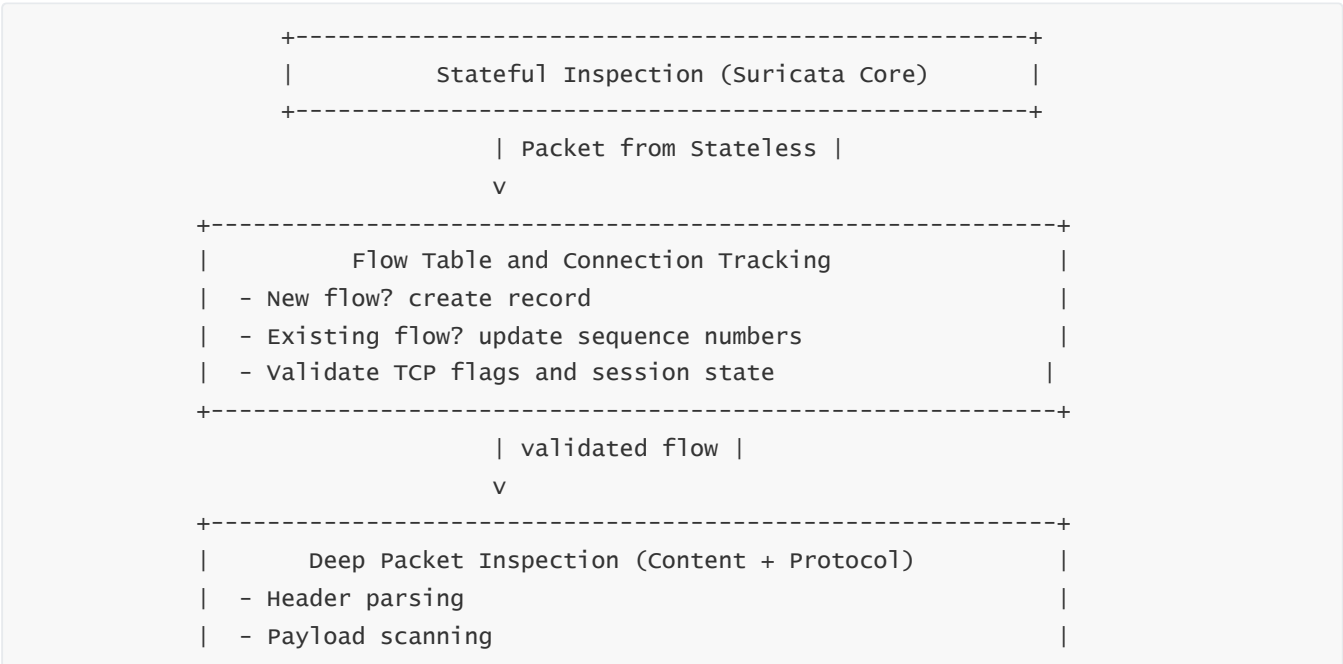 +----------------------------------------------------+
|          Stateful Inspection (Suricata Core)       |
+----------------------------------------------------+
| Packet from Stateless |
v
+------------------------------------------------------------+
|          Flow Table and Connection Tracking                |
|  - New flow? create record                                 |
|  - Existing flow? update sequence numbers                  |
|  - Validate TCP flags and session state                   |
+------------------------------------------------------------+
| validated flow |
v
+------------------------------------------------------------+
|       Deep Packet Inspection (Content + Protocol)          |
|  - Header parsing                                          |
|  - Payload scanning                                        |